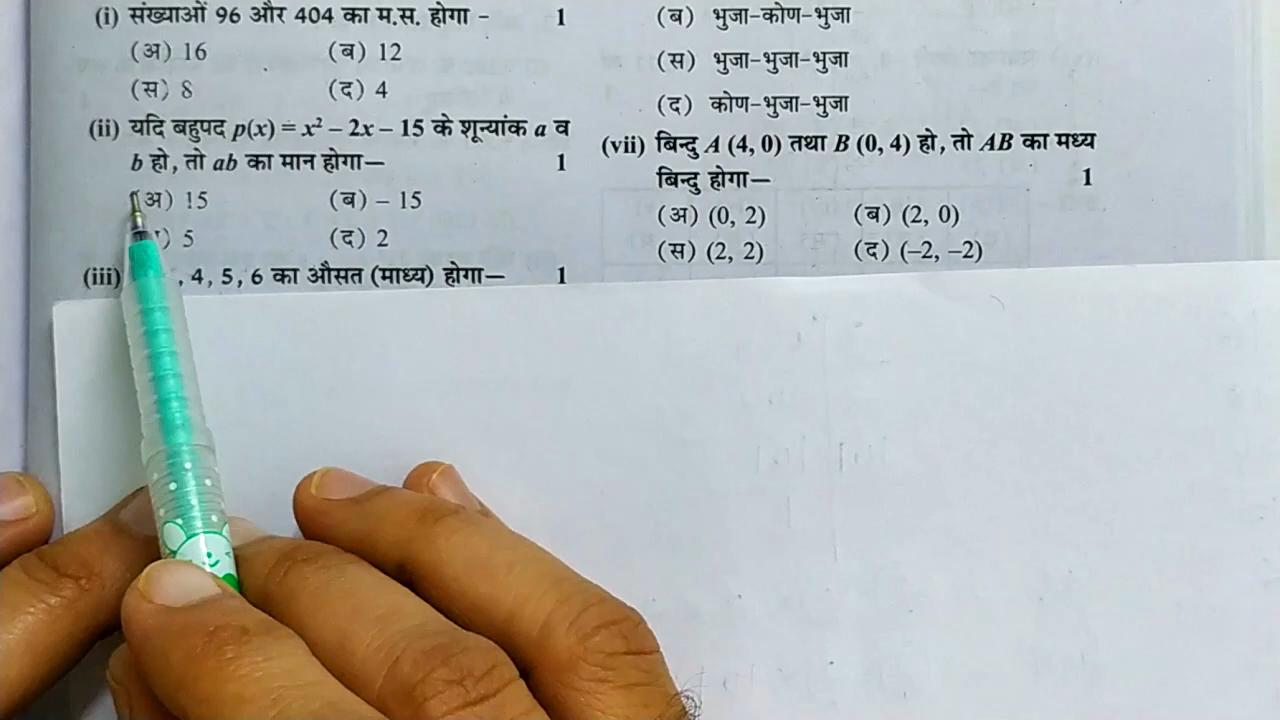 (i) संख्याओं 96 और 404 का म.स. होगा - 1
(अ) 16 (ब) 12
(स) 8 (द) 4
(ii) यदि बहुपद p(x) = x² – 2x – 15 के शून्यांक a व
b हो, तो ab का मान होगा— 1
(अ) 15 (ब) – 15
) 5 (द) 2
(iii) , 4, 5, 6 का औसत (माध्य) होगा— 1
(ब) भुजा-कोण-भुजा
(स) भुजा-भुजा-भुजा
(द) कोण-भुजा-भुजा
(vii) बिन्दु A (4, 0) तथा B (0, 4) हो, तो AB का मध्य
बिन्दु होगा— 1
(अ) (0, 2) (ब) (2, 0)
(स) (2, 2) (द) (–2, –2)